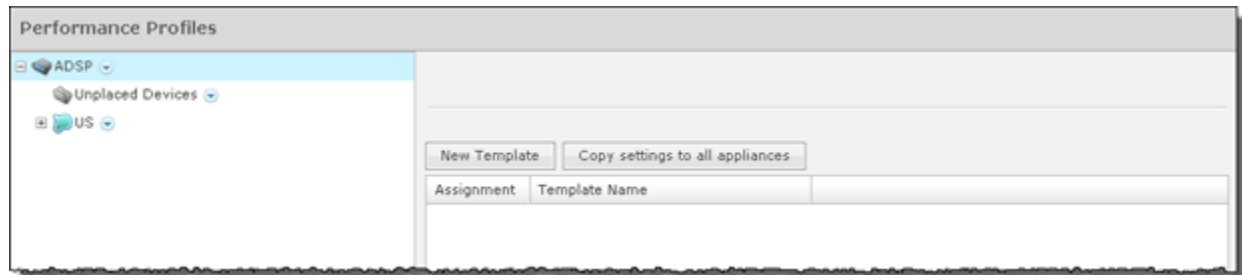 Performance Profiles
ADSP
Unplaced Devices
US
New Template
Copy settings to all appliances
Assignment
Template Name